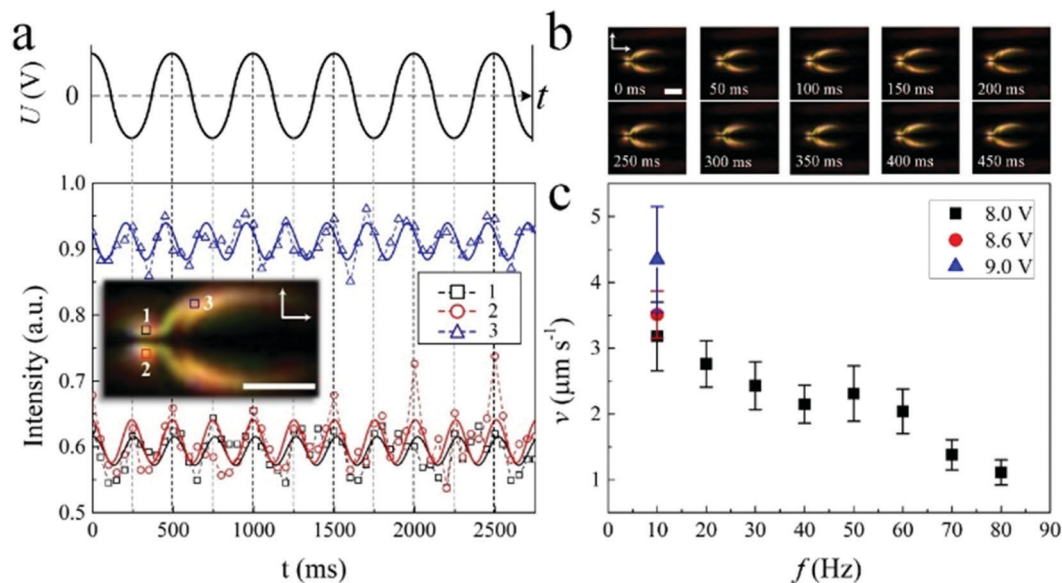 a
U (V)
0
t
Intensity (a.u.)
1.0
0.9
0.8
0.7
0.6
0.5
1
2
3
1
2
3
0
500
1000
1500
2000
2500
t (ms)
b
0 ms
50 ms
100 ms
150 ms
200 ms
250 ms
300 ms
350 ms
400 ms
450 ms
c
v (μm s⁻¹)
5
4
3
2
1
8.0 V
8.6 V
9.0 V
0
10
20
30
40
50
60
70
80
90
f (Hz)